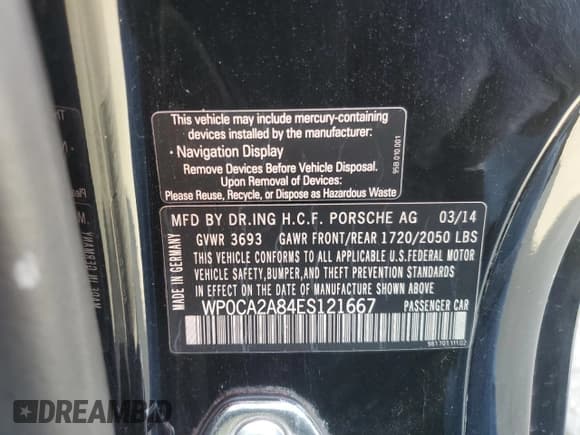 This vehicle may include mercury-containing
devices installed by the manufacturer:
• Navigation Display
Remove Devices Before Vehicle Disposal.
Upon Removal of Devices:
Please Reuse, Recycle, or Dispose as Hazardous Waste
95B.010.001
MADE IN GERMANY
MFD BY DR.ING H.C.F. PORSCHE AG 03/14
GVWR 3693 GAWR FRONT/REAR 1720/2050 LBS
THIS VEHICLE CONFORMS TO ALL APPLICABLE U.S.FEDERAL MOTOR
VEHICLE SAFETY,BUMPER,AND THEFT PREVENTION STANDARDS
IN EFFECT ON THE DATE OF MANUFACTURE SHOWN ABOVE.
WP0CA2A84ES121667 PASSENGER CAR
98170111102
DREAMBID